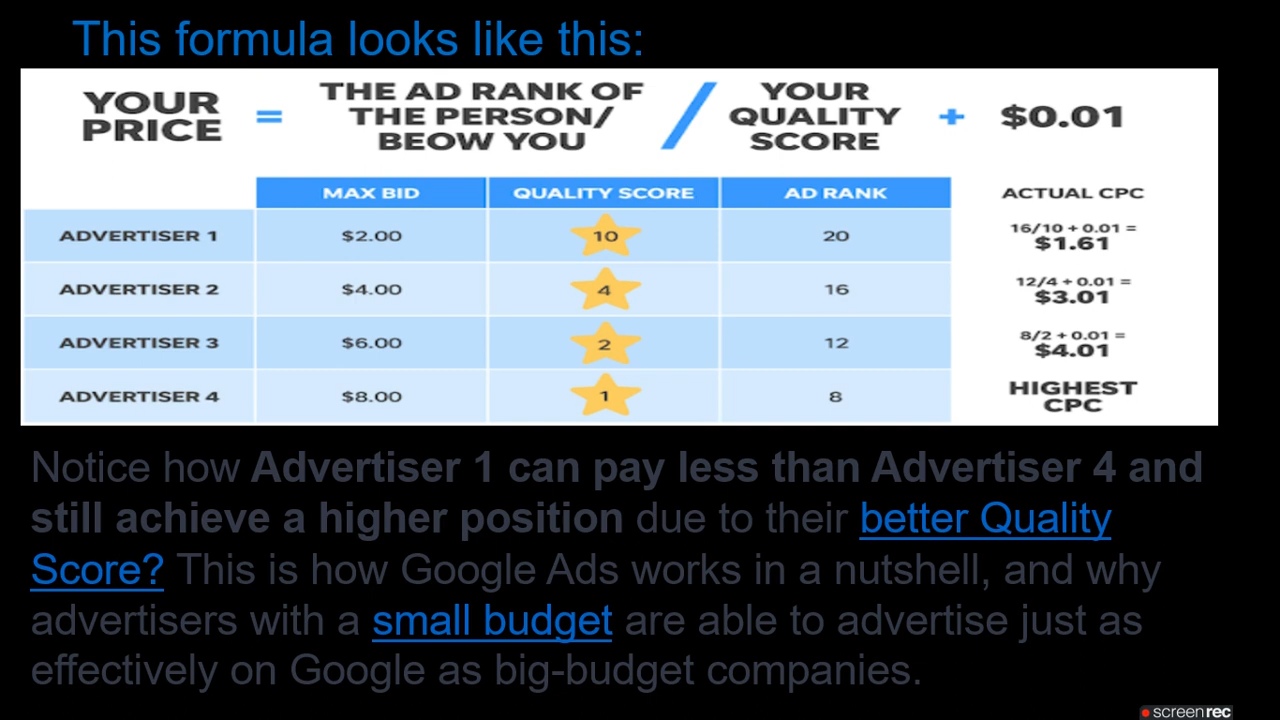 This formula looks like this:
YOUR PRICE = THE AD RANK OF THE PERSON/ BEOW YOU / YOUR QUALITY SCORE + $0.01
MAX BID QUALITY SCORE AD RANK ACTUAL CPC
ADVERTISER 1 $2.00 10 20 16/10 + 0.01 = $1.61
ADVERTISER 2 $4.00 4 16 12/4 + 0.01 = $3.01
ADVERTISER 3 $6.00 2 12 8/2 + 0.01 = $4.01
ADVERTISER 4 $8.00 1 8 HIGHEST CPC
Notice how Advertiser 1 can pay less than Advertiser 4 and
still achieve a higher position due to their better Quality
Score? This is how Google Ads works in a nutshell, and why
advertisers with a small budget are able to advertise just as
effectively on Google as big-budget companies.
screenrec